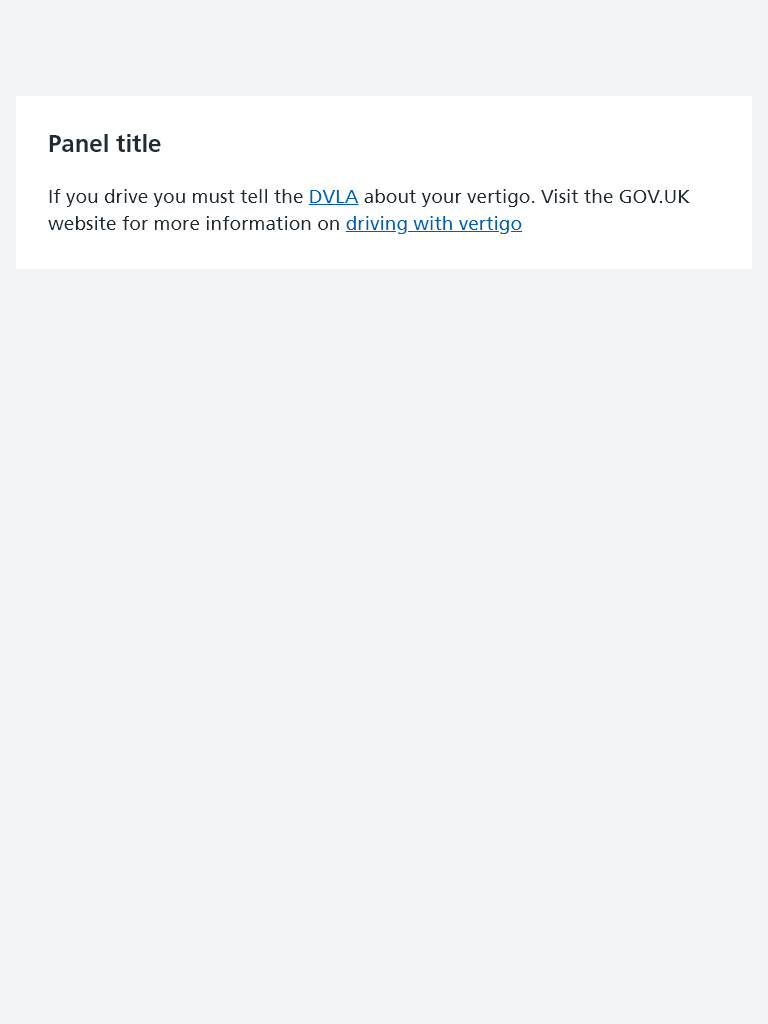 Panel title
If you drive you must tell the DVLA about your vertigo. Visit the GOV.UK
website for more information on driving with vertigo